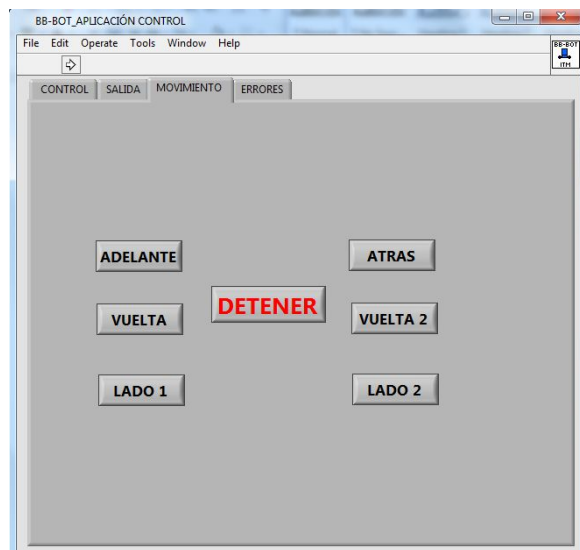 BB-BOT_APLICACIÓN CONTROL
File Edit Operate Tools Window Help
BB-BOT
ITM
CONTROL SALIDA MOVIMIENTO ERRORES
ADELANTE ATRAS
DETENER
VUELTA VUELTA 2
LADO 1 LADO 2